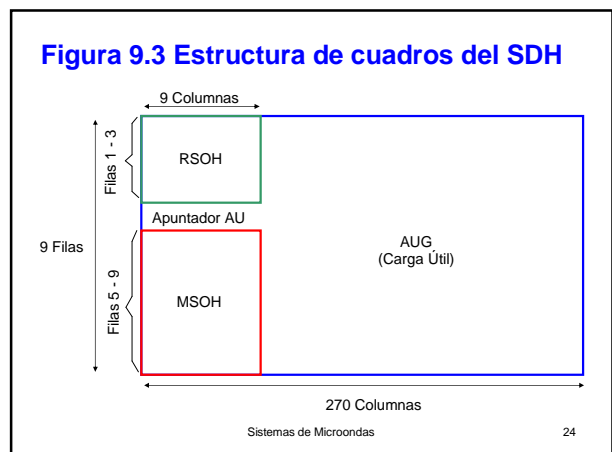 Figura 9.3 Estructura de cuadros del SDH
9 Columnas
Filas 1 - 3
RSOH
Apuntador AU
9 Filas
AUG
(Carga Útil)
Filas 5 - 9
MSOH
270 Columnas
Sistemas de Microondas
24